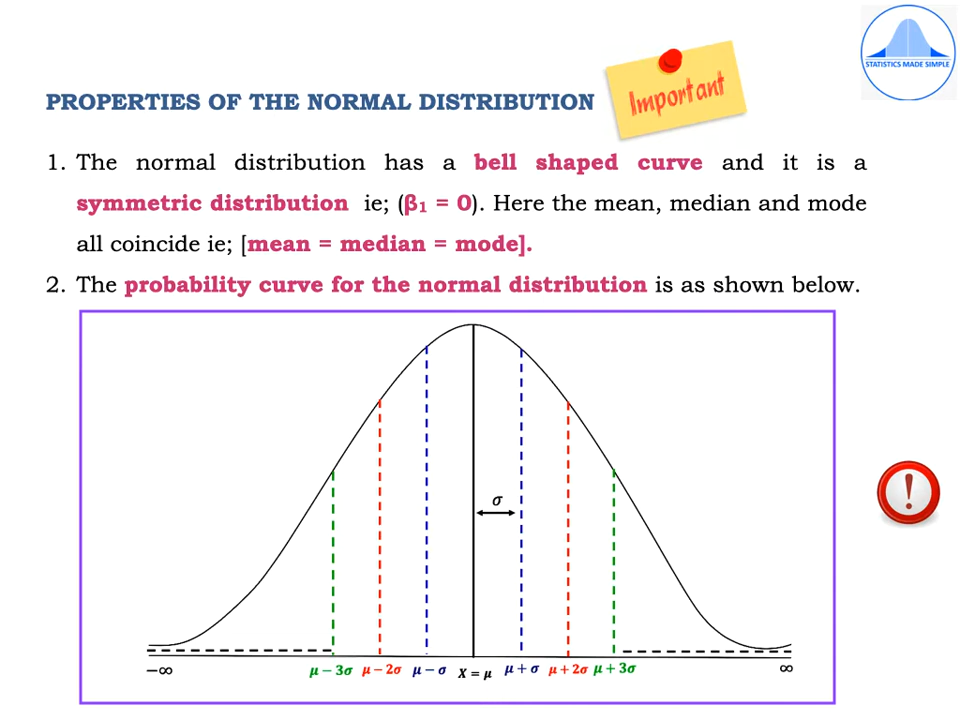 STATISTICS MADE SIMPLE
PROPERTIES OF THE NORMAL DISTRIBUTION
Important
1. The normal distribution has a bell shaped curve and it is a
symmetric distribution ie; (β₁ = 0). Here the mean, median and mode
all coincide ie; [mean = median = mode].
2. The probability curve for the normal distribution is as shown below.
σ
−∞ μ − 3σ μ − 2σ μ − σ X = μ μ + σ μ + 2σ μ + 3σ ∞